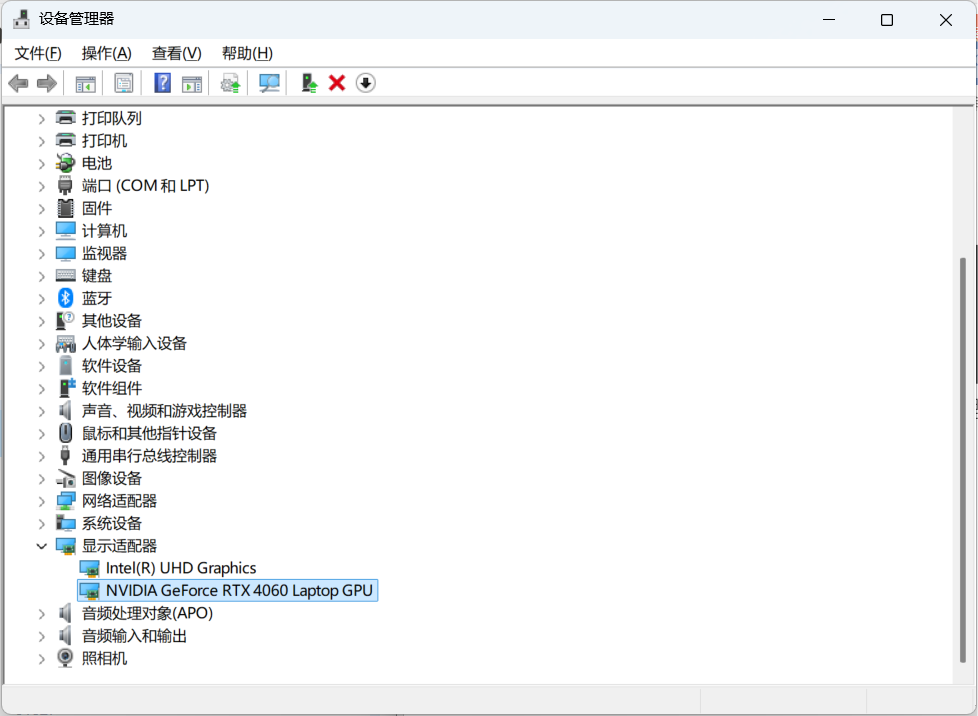 设备管理器
文件(F) 操作(A) 查看(V) 帮助(H)
打印队列
打印机
电池
端口 (COM 和 LPT)
固件
计算机
监视器
键盘
蓝牙
其他设备
人体学输入设备
软件设备
软件组件
声音、视频和游戏控制器
鼠标和其他指针设备
通用串行总线控制器
图像设备
网络适配器
系统设备
显示适配器
Intel(R) UHD Graphics
NVIDIA GeForce RTX 4060 Laptop GPU
音频处理对象(APO)
音频输入和输出
照相机